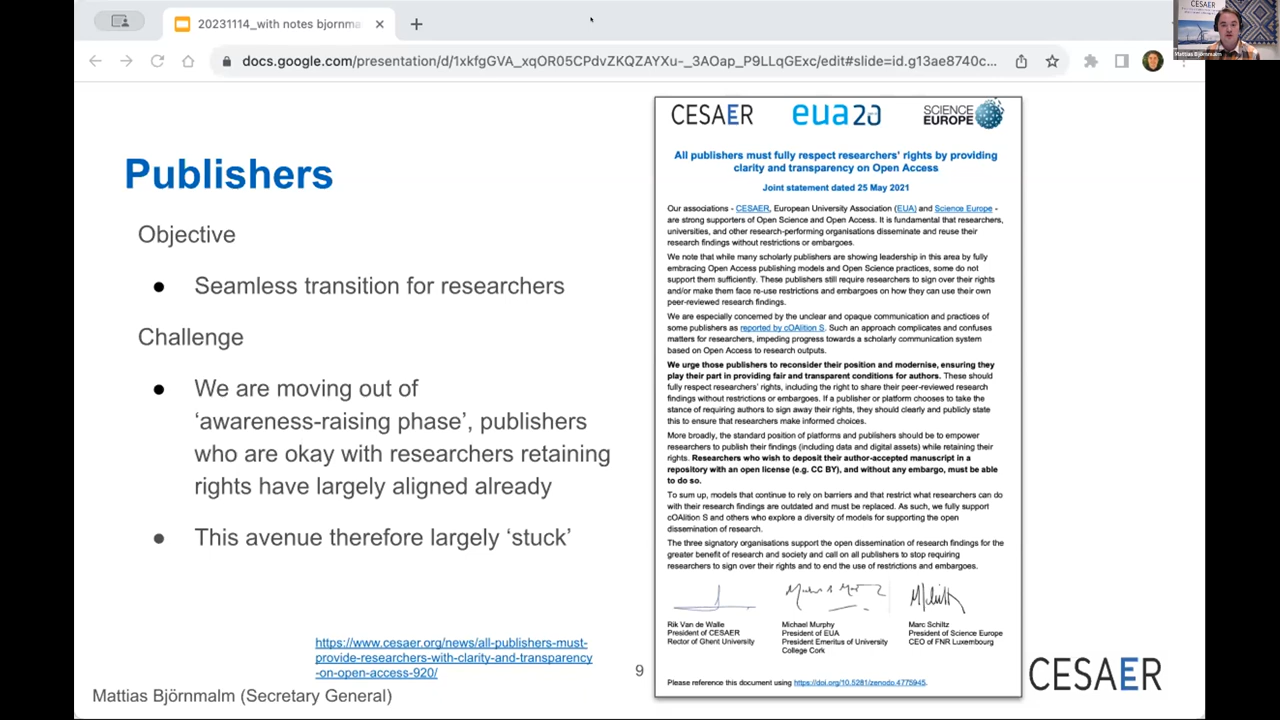 20231114_with notes bjornma
docs.google.com/presentation/d/1xkfgGVA_xqOR05CPdvZKQZAYXu-_3AOap_P9LLqGExc/edit#slide=id.g13ae8740c...
CESAER
Mattias Björnmalm
Publishers
Objective
● Seamless transition for researchers
Challenge
● We are moving out of
‘awareness-raising phase’, publishers
who are okay with researchers retaining
rights have largely aligned already
● This avenue therefore largely ‘stuck’
https://www.cesaer.org/news/all-publishers-must-
provide-researchers-with-clarity-and-transparency
-on-open-access-920/
Mattias Björnmalm (Secretary General)
9
CESAER
eua20
SCIENCE
EUROPE
All publishers must fully respect researchers’ rights by providing
clarity and transparency on Open Access
Joint statement dated 25 May 2021
Our associations - CESAER, European University Association (EUA) and Science Europe -
are strong supporters of Open Science and Open Access. It is fundamental that researchers,
universities, and other research-performing organisations disseminate and reuse their
research findings without restrictions or embargoes.
We note that while many scholarly publishers are showing leadership in this area by fully
embracing Open Access publishing models and Open Science practices, some do not
support them sufficiently. These publishers still require researchers to sign over their rights
and/or make them face re-use restrictions and embargoes on how they can use their own
peer-reviewed research findings.
We are especially concerned by the unclear and opaque communication and practices of
some publishers as reported by cOAlition S. Such an approach complicates and confuses
matters for researchers, impeding progress towards a scholarly communication system
based on Open Access to research outputs.
We urge those publishers to reconsider their position and modernise, ensuring they
play their part in providing fair and transparent conditions for authors. These should
fully respect researchers’ rights, including the right to share their peer-reviewed research
findings without restrictions or embargoes. If a publisher or platform chooses to take the
stance of requiring authors to sign away their rights, they should clearly and publicly state
this to ensure that researchers make informed choices.
More broadly, the standard position of platforms and publishers should be to empower
researchers to publish their findings (including data and digital assets) while retaining their
rights. Researchers who wish to deposit their author-accepted manuscript in a
repository with an open license (e.g. CC BY), and without any embargo, must be able
to do so.
To sum up, models that continue to rely on barriers and that restrict what researchers can do
with their research findings are outdated and must be replaced. As such, we fully support
cOAlition S and others who explore a diversity of models for supporting the open
dissemination of research.
The three signatory organisations support the open dissemination of research findings for the
greater benefit of research and society and call on all publishers to stop requiring
researchers to sign over their rights and to end the use of restrictions and embargoes.
Rik Van de Walle
President of CESAER
Rector of Ghent University
Michael Murphy
President of EUA
President Emeritus of University
College Cork
Marc Schiltz
President of Science Europe
CEO of FNR Luxembourg
Please reference this document using https://doi.org/10.5281/zenodo.4775945.
CESAER